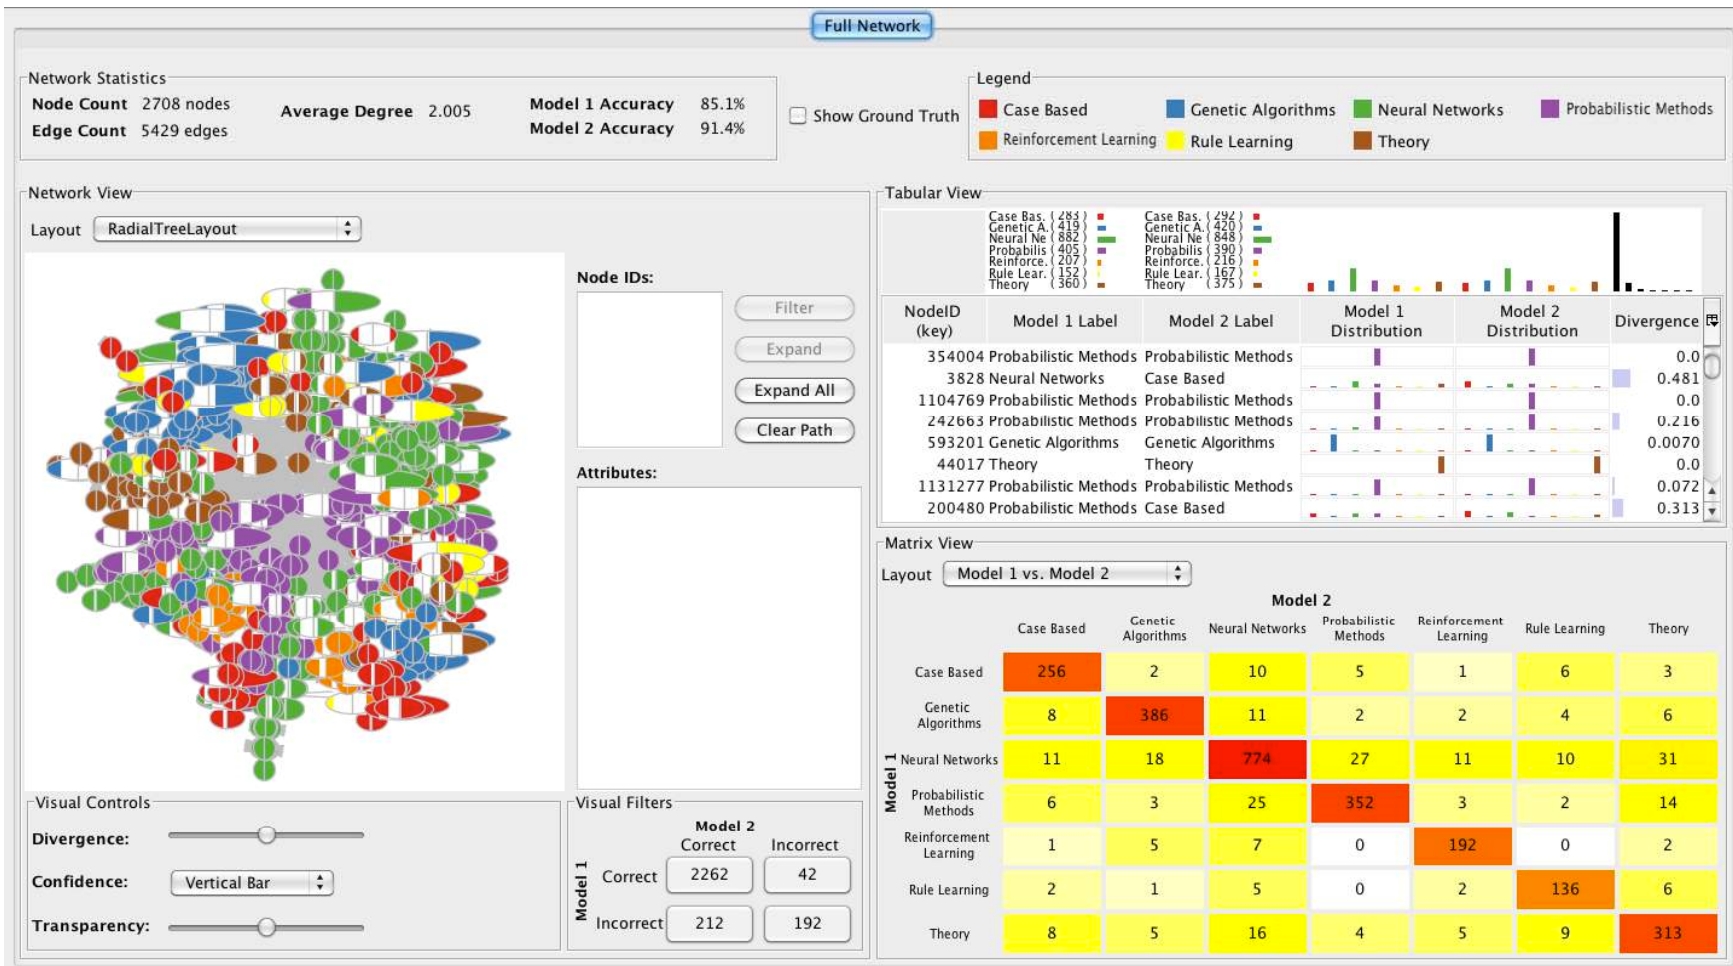 Full Network
Network Statistics
Node Count 2708 nodes
Edge Count 5429 edges
Average Degree 2.005
Model 1 Accuracy 85.1%
Model 2 Accuracy 91.4%
Show Ground Truth
Legend
Case Based Genetic Algorithms Neural Networks Probabilistic Methods
Reinforcement Learning Rule Learning Theory
Network View
Layout RadialTreeLayout
Node IDs:
Filter
Expand
Expand All
Clear Path
Attributes:
Visual Controls
Divergence:
Confidence: Vertical Bar
Transparency:
Visual Filters
Model 2
Correct Incorrect
Model 1
Correct 2262 42
Incorrect 212 192
Tabular View
Case Bas. (283) Case Bas. (292)
Genetic A. (419) Genetic A. (420)
Neural Ne (882) Neural Ne (848)
Probabilis (405) Probabilis (390)
Reinforce. (207) Reinforce. (216)
Rule Lear. (152) Rule Lear. (167)
Theory (360) Theory (375)
NodeID (key) Model 1 Label Model 2 Label Model 1 Distribution Model 2 Distribution Divergence
354004 Probabilistic Methods Probabilistic Methods 0.0
3828 Neural Networks Case Based 0.481
1104769 Probabilistic Methods Probabilistic Methods 0.0
242663 Probabilistic Methods Probabilistic Methods 0.216
593201 Genetic Algorithms Genetic Algorithms 0.0070
44017 Theory Theory 0.0
1131277 Probabilistic Methods Probabilistic Methods 0.072
200480 Probabilistic Methods Case Based 0.313
Matrix View
Layout Model 1 vs. Model 2
Model 2
Case Based Genetic Algorithms Neural Networks Probabilistic Methods Reinforcement Learning Rule Learning Theory
Model 1
Case Based 256 2 10 5 1 6 3
Genetic Algorithms 8 386 11 2 2 4 6
Neural Networks 11 18 774 27 11 10 31
Probabilistic Methods 6 3 25 352 3 2 14
Reinforcement Learning 1 5 7 0 192 0 2
Rule Learning 2 1 5 0 2 136 6
Theory 8 5 16 4 5 9 313